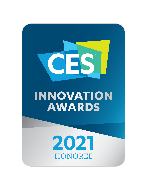 CES
INNOVATION
AWARDS
2021
HONOREE